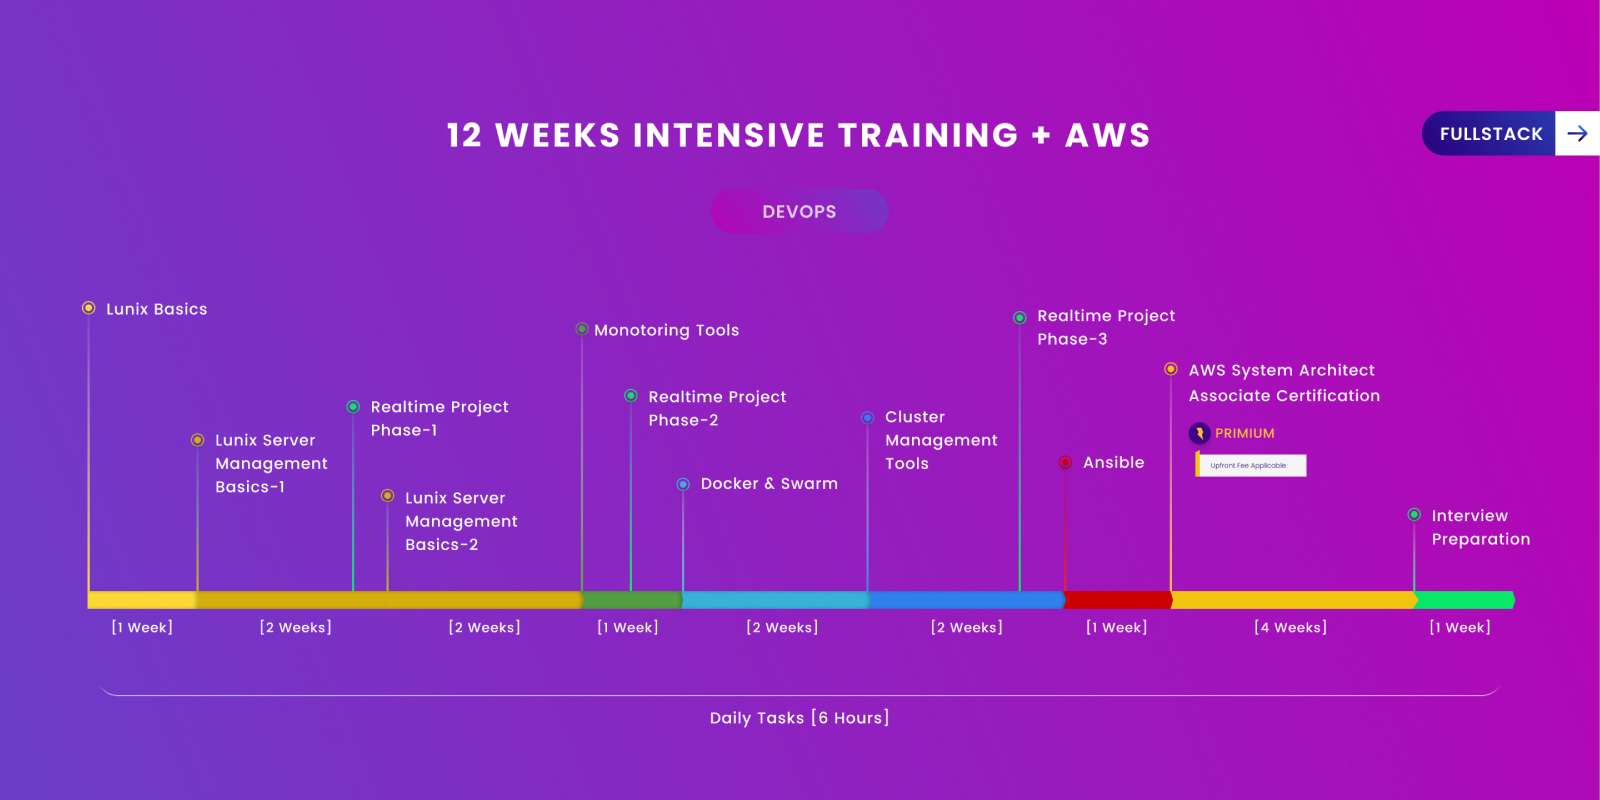 12 WEEKS INTENSIVE TRAINING + AWS
FULLSTACK
DEVOPS
Lunix Basics
Lunix Server
Management
Basics-1
Realtime Project
Phase-1
Lunix Server
Management
Basics-2
Monotoring Tools
Realtime Project
Phase-2
Docker & Swarm
Cluster
Management
Tools
Realtime Project
Phase-3
Ansible
AWS System Architect
Associate Certification
PRIMIUM
Upfront Fee Applicable
Interview
Preparation
[1 Week]
[2 Weeks]
[2 Weeks]
[1 Week]
[2 Weeks]
[2 Weeks]
[1 Week]
[4 Weeks]
[1 Week]
Daily Tasks [6 Hours]